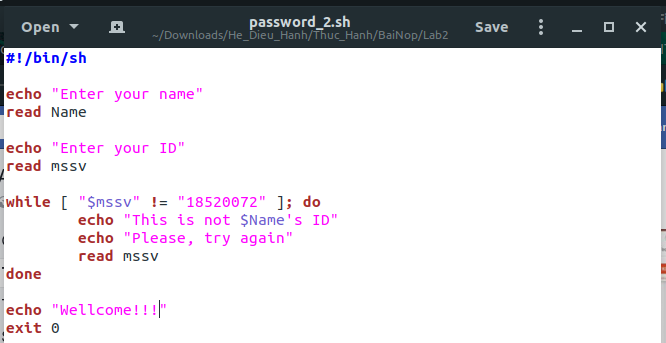 Open
password_2.sh
~/Downloads/He_Dieu_Hanh/Thuc_Hanh/BaiNop/Lab2
Save
#!/bin/sh
echo "Enter your name"
read Name
echo "Enter your ID"
read mssv
while [ "$mssv" != "18520072" ]; do
echo "This is not $Name's ID"
echo "Please, try again"
read mssv
done
echo "Wellcome!!!"
exit 0